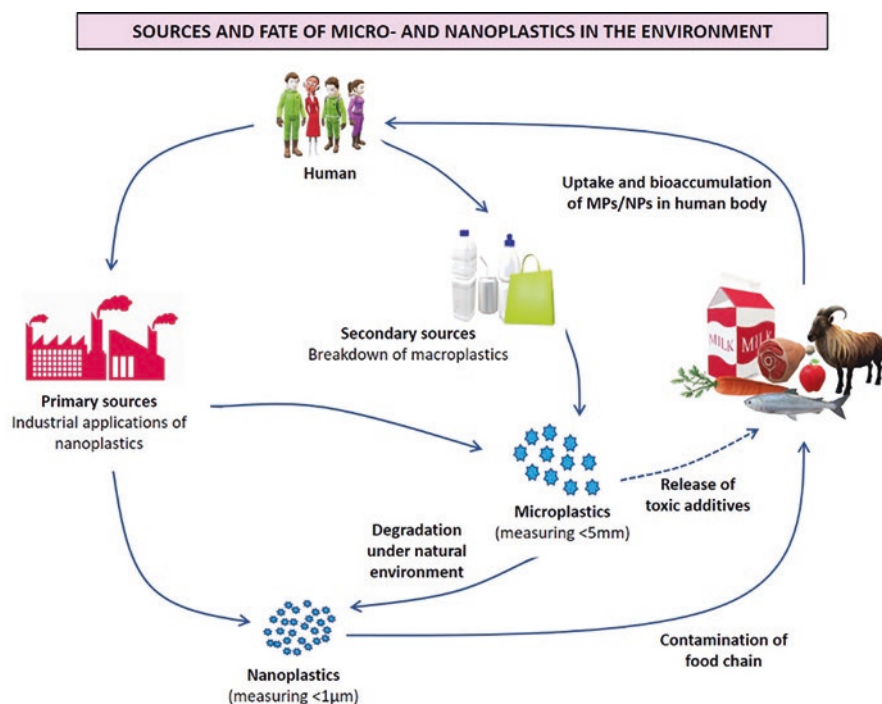 SOURCES AND FATE OF MICRO- AND NANOPLASTICS IN THE ENVIRONMENT
Human
Uptake and bioaccumulation
of MPs/NPs in human body
Secondary sources
Breakdown of macroplastics
MILK
MILK
Primary sources
Industrial applications of
nanoplastics
Microplastics
(measuring <5mm)
Release of
toxic additives
Degradation
under natural
environment
Nanoplastics
(measuring <1μm)
Contamination of
food chain